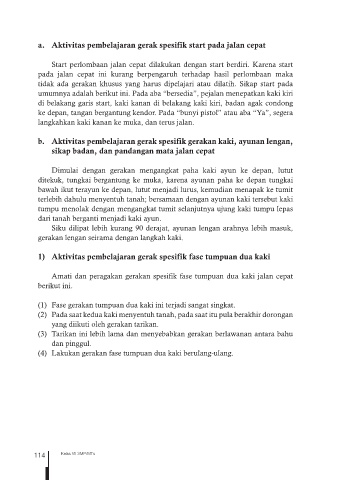 a. Aktivitas pembelajaran gerak spesifik start pada jalan cepat
Start perlombaan jalan cepat dilakukan dengan start berdiri. Karena start
pada jalan cepat ini kurang berpengaruh terhadap hasil perlombaan maka
tidak ada gerakan khusus yang harus dipelajari atau dilatih. Sikap start pada
umumnya adalah berikut ini. Pada aba “bersedia”, pejalan menepatkan kaki kiri
di belakang garis start, kaki kanan di belakang kaki kiri, badan agak condong
ke depan, tangan bergantung kendor. Pada “bunyi pistol” atau aba “Ya”, segera
langkahkan kaki kanan ke muka, dan terus jalan.
b. Aktivitas pembelajaran gerak spesifik gerakan kaki, ayunan lengan,
sikap badan, dan pandangan mata jalan cepat
Dimulai dengan gerakan mengangkat paha kaki ayun ke depan, lutut
ditekuk, tungkai bergantung ke muka, karena ayunan paha ke depan tungkai
bawah ikut terayun ke depan, lutut menjadi lurus, kemudian menapak ke tumit
terlebih dahulu menyentuh tanah; bersamaan dengan ayunan kaki tersebut kaki
tumpu menolak dengan mengangkat tumit selanjutnya ujung kaki tumpu lepas
dari tanah berganti menjadi kaki ayun.
Siku dilipat lebih kurang 90 derajat, ayunan lengan arahnya lebih masuk,
gerakan lengan seirama dengan langkah kaki.
1) Aktivitas pembelajaran gerak spesifik fase tumpuan dua kaki
Amati dan peragakan gerakan spesifik fase tumpuan dua kaki jalan cepat
berikut ini.
(1) Fase gerakan tumpuan dua kaki ini terjadi sangat singkat.
(2) Pada saat kedua kaki menyentuh tanah, pada saat itu pula berakhir dorongan
yang diikuti oleh gerakan tarikan.
(3) Tarikan ini lebih lama dan menyebabkan gerakan berlawanan antara bahu
dan pinggul.
(4) Lakukan gerakan fase tumpuan dua kaki berulang-ulang.
114 Kelas VII SMP/MTs